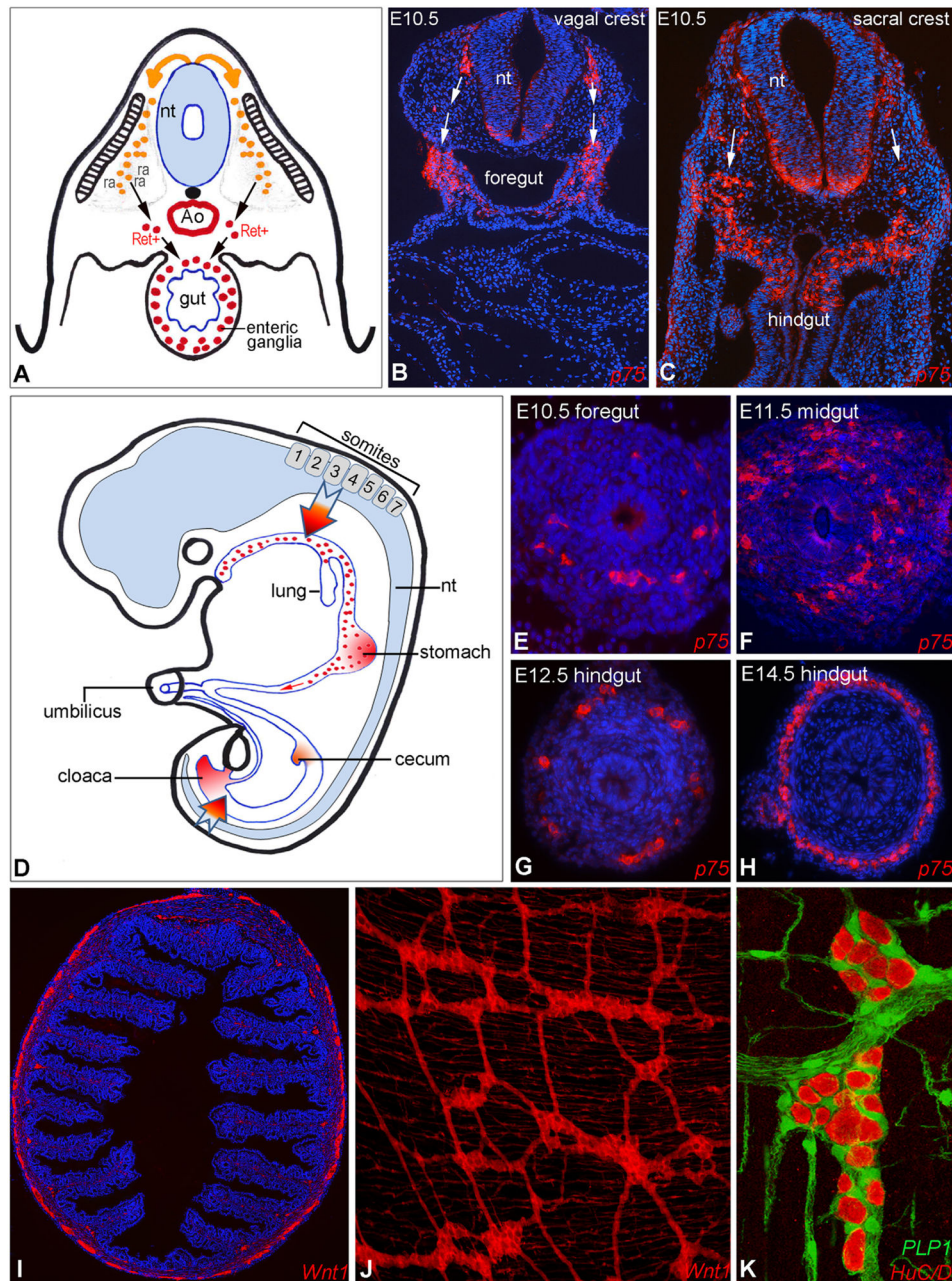 nt
ra
ra
ra
Ao
Ret+
Ret+
gut
enteric
ganglia
A
E10.5
vagal crest
nt
foregut
B
p75
E10.5
sacral crest
nt
hindgut
C
p75
somites
1
2
3
4
5
6
7
lung
nt
stomach
umbilicus
cecum
cloaca
D
E10.5 foregut
E
p75
E11.5 midgut
F
p75
E12.5 hindgut
G
p75
E14.5 hindgut
H
p75
I
Wnt1
J
Wnt1
K
PLP1
HuC/D